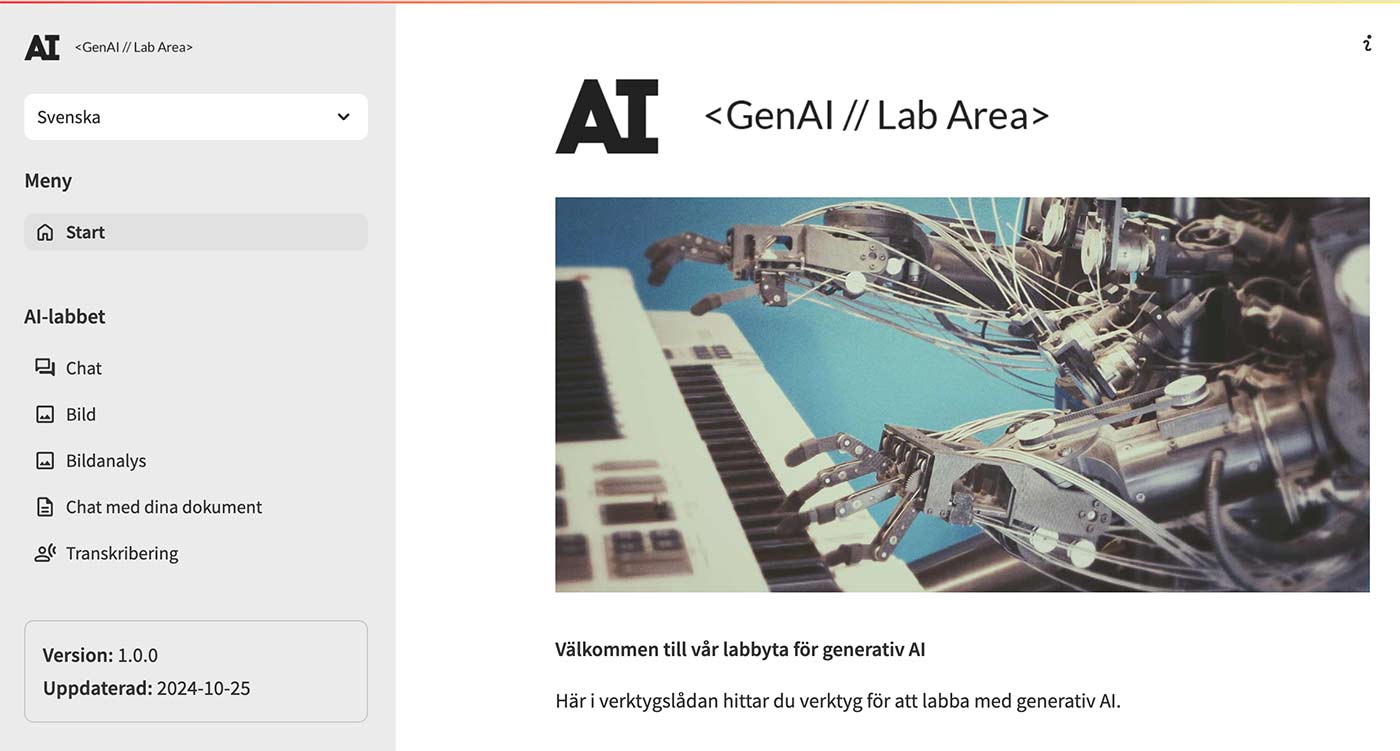 AI <GenAI // Lab Area>
Svenska
Meny
Start
AI-labbet
Chat
Bild
Bildanalys
Chat med dina dokument
Transkribering
Version: 1.0.0
Uppdaterad: 2024-10-25
i
AI <GenAI // Lab Area>
Välkommen till vår labbyta för generativ AI
Här i verktygslådan hittar du verktyg för att labba med generativ AI.